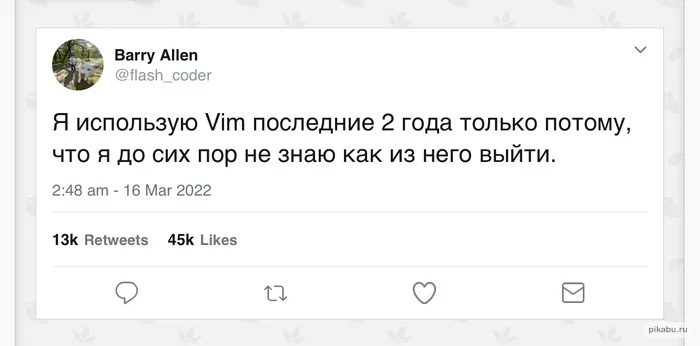 Barry Allen
@flash_coder
Я использую Vim последние 2 года только потому,
что я до сих пор не знаю как из него выйти.
2:48 am - 16 Mar 2022
13k Retweets 45k Likes
pikabu.ru